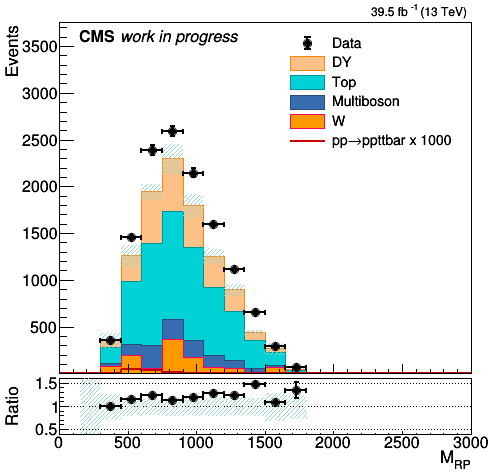 39.5 fb⁻¹ (13 TeV)
CMS work in progress
Events
3500
3000
2500
2000
1500
1000
500
Data
DY
Top
Multiboson
W
pp→ppttbar x 1000
Ratio
1.5
1
0.5
0 500 1000 1500 2000 2500 3000
M_RP